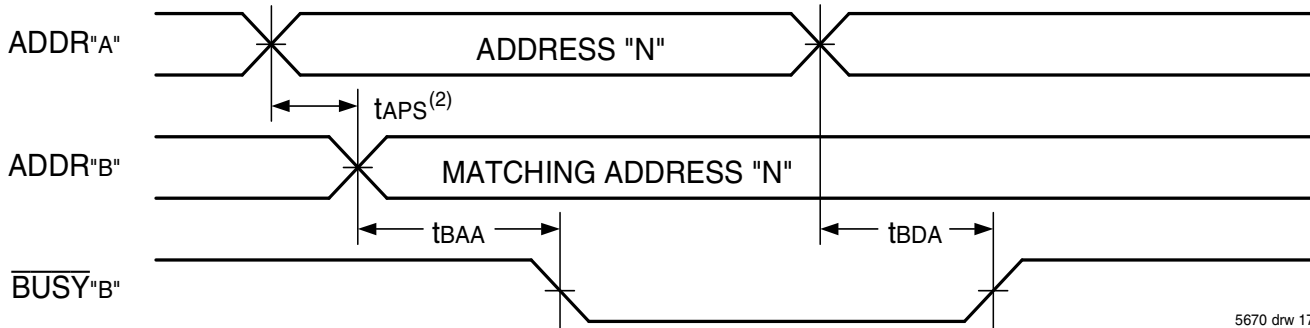 ADDR"A"
ADDRESS "N"
tAPS(2)
ADDR"B"
MATCHING ADDRESS "N"
tBAA
tBDA
BUSY"B"
5670 drw 17